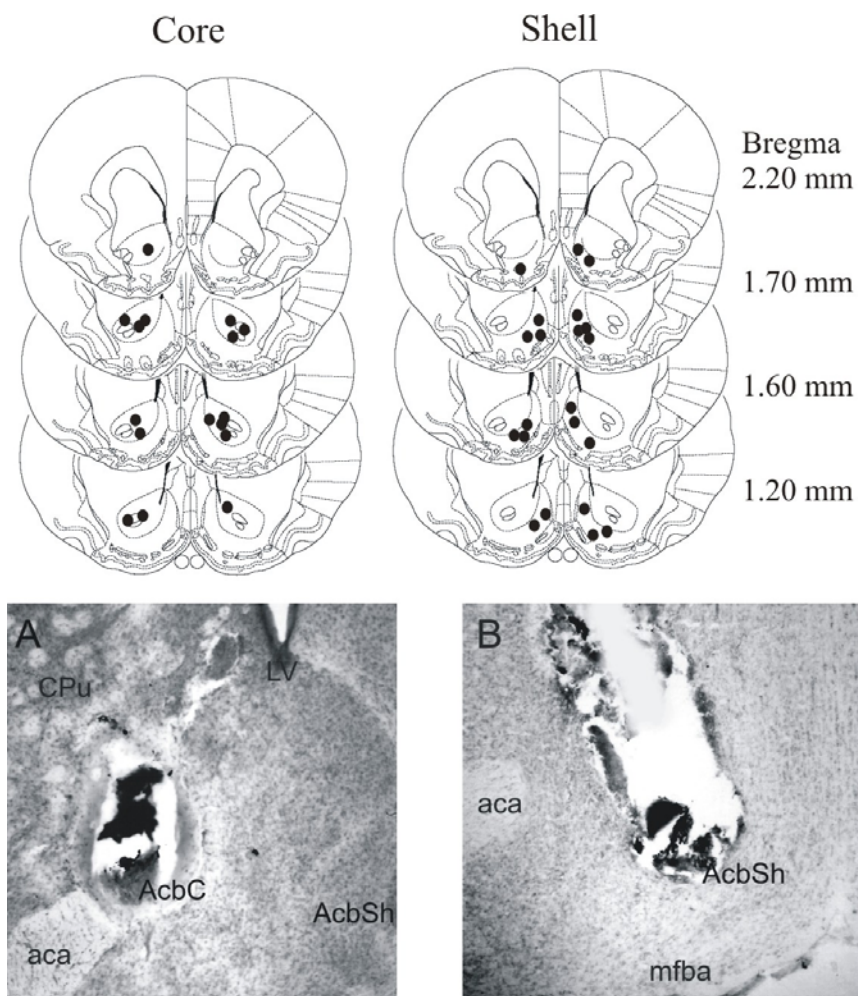 Core
Shell
Bregma
2.20 mm
1.70 mm
1.60 mm
1.20 mm
A
LV
CPu
AcbC
AcbSh
aca
B
aca
AcbSh
mfba